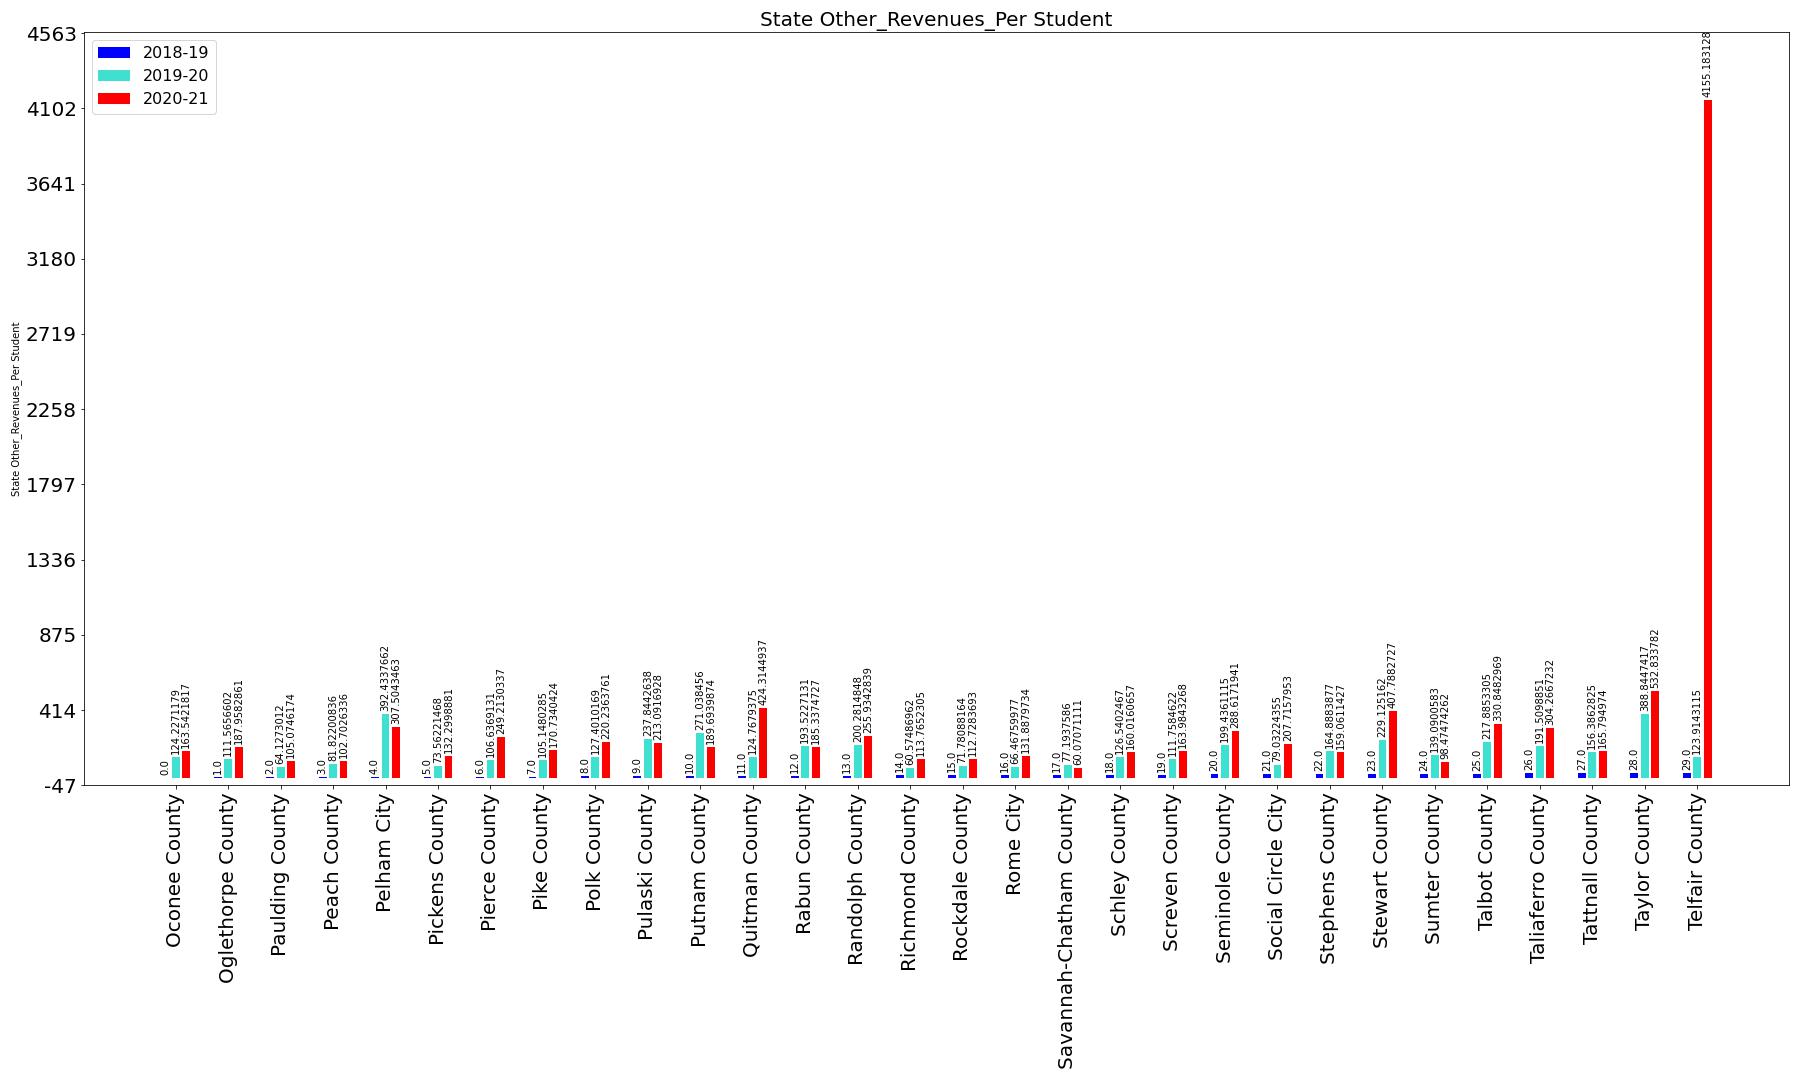 State Other_Revenues_Per Student
2018-19
2019-20
2020-21
State Other_Revenues_Per Student
4563
4102
3641
3180
2719
2258
1797
1336
875
414
-47
0.0 124.2271179 163.5421817
1.0 111.5656602 187.9582861
2.0 64.1273012 105.0746174
3.0 81.82200836 102.7026336
4.0 392.4337662 307.5043463
5.0 73.56221468 132.2998881
6.0 106.6369131 249.2130337
7.0 105.1480285 170.7340424
8.0 127.4010169 220.2363761
9.0 237.8442638 213.0916928
10.0 271.038456 189.6939874
11.0 124.7679375 424.3144937
12.0 193.5227131 185.3374727
13.0 200.2814848 255.9342839
14.0 60.57486962 113.7652305
15.0 71.78088164 112.7283693
16.0 66.46759977 131.8879734
17.0 77.1937586 60.07071111
18.0 126.5402467 160.0160657
19.0 111.7584622 163.9843268
20.0 199.4361115 288.6171941
21.0 79.03224355 207.7157953
22.0 164.8883877 159.0611427
23.0 229.125162 407.7882727
24.0 139.0900583 98.47474262
25.0 217.8853305 330.8482969
26.0 191.5098851 304.2667232
27.0 156.3862825 165.794974
28.0 388.8447417 532.833782
29.0 123.9143115 4155.183128
Oconee County
Oglethorpe County
Paulding County
Peach County
Pelham City
Pickens County
Pierce County
Pike County
Polk County
Pulaski County
Putnam County
Quitman County
Rabun County
Randolph County
Richmond County
Rockdale County
Rome City
Savannah-Chatham County
Schley County
Screven County
Seminole County
Social Circle City
Stephens County
Stewart County
Sumter County
Talbot County
Taliaferro County
Tattnall County
Taylor County
Telfair County